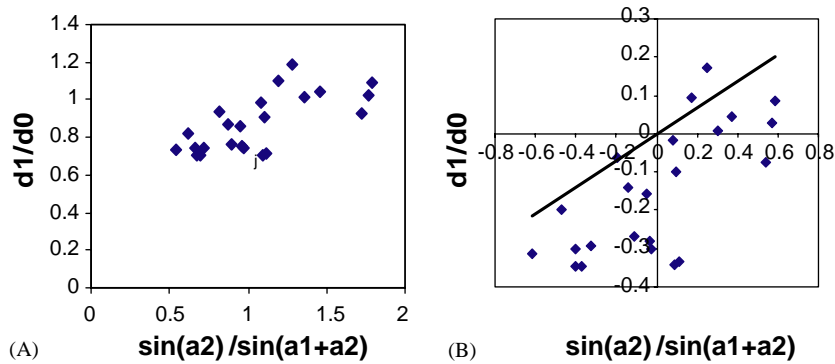 1.4
1.2
1
0.8
0.6
0.4
0.2
0
0 0.5 1 1.5 2
d1/d0
j
sin(a2) /sin(a1+a2)
(A)
0.3
0.2
0.1
0
-0.8 -0.6 -0.4 -0.2 0.2 0.4 0.6 0.8
-0.1
-0.2
-0.3
-0.4
d1/d0
sin(a2) /sin(a1+a2)
(B)